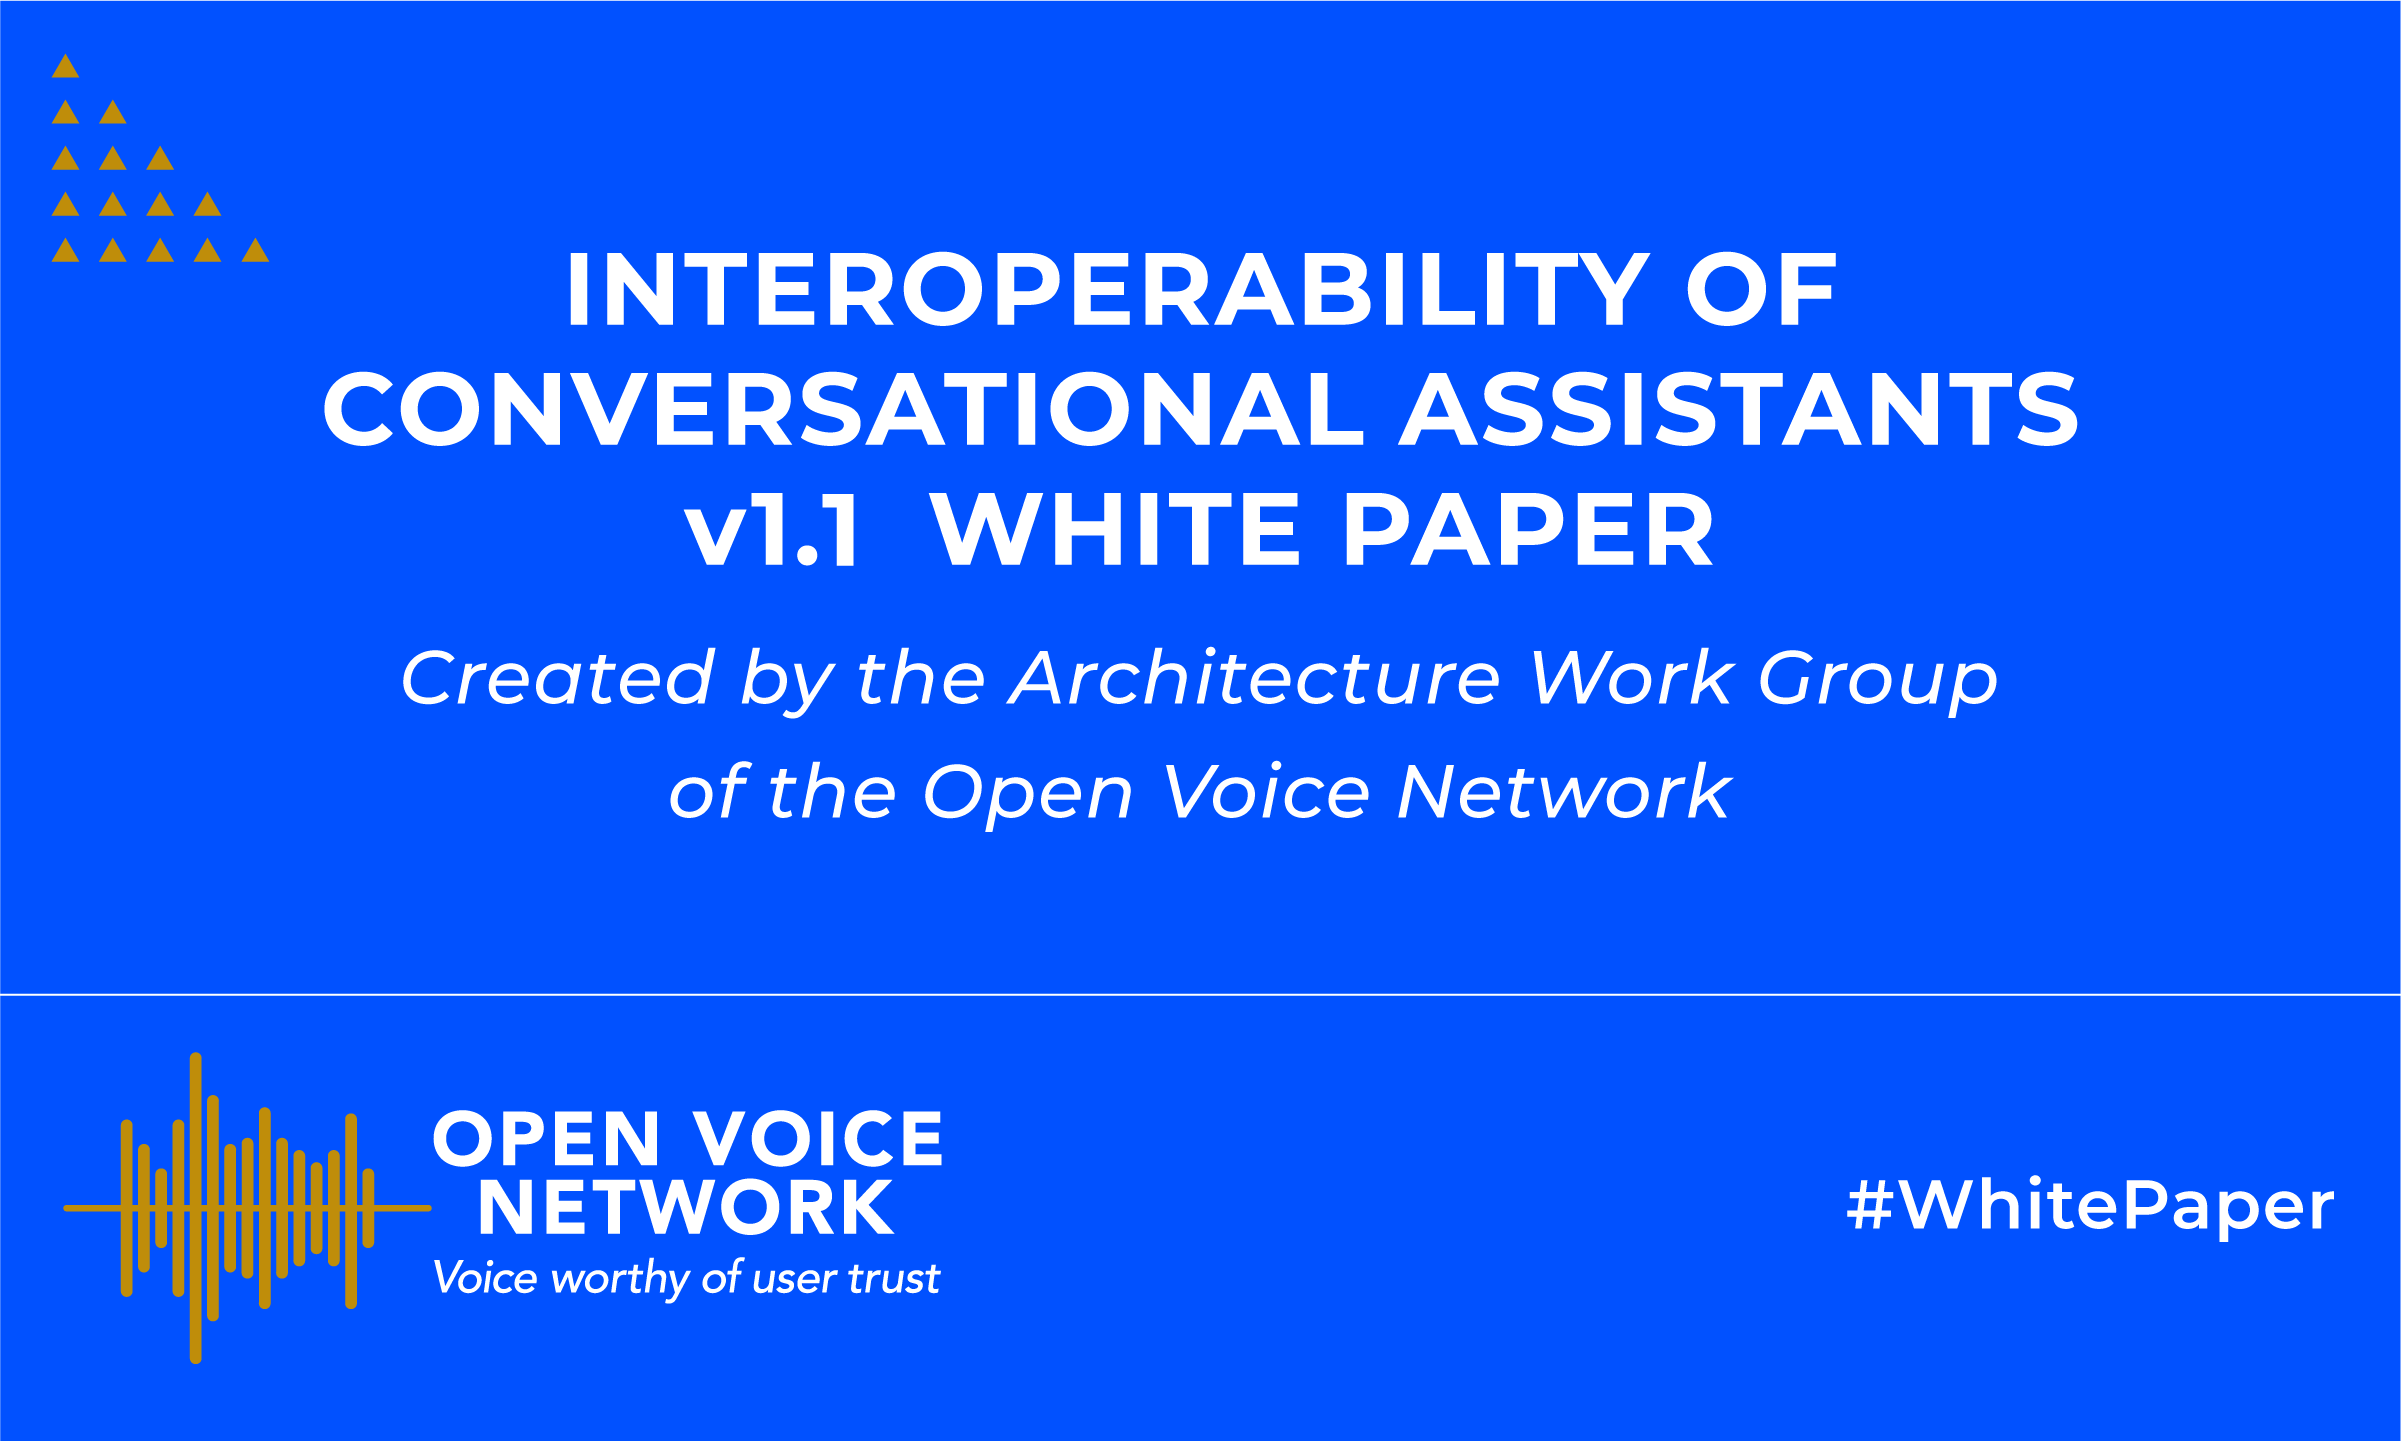 INTEROPERABILITY OF
CONVERSATIONAL ASSISTANTS
v1.1 WHITE PAPER
Created by the Architecture Work Group
of the Open Voice Network
OPEN VOICE
NETWORK
Voice worthy of user trust
#WhitePaper